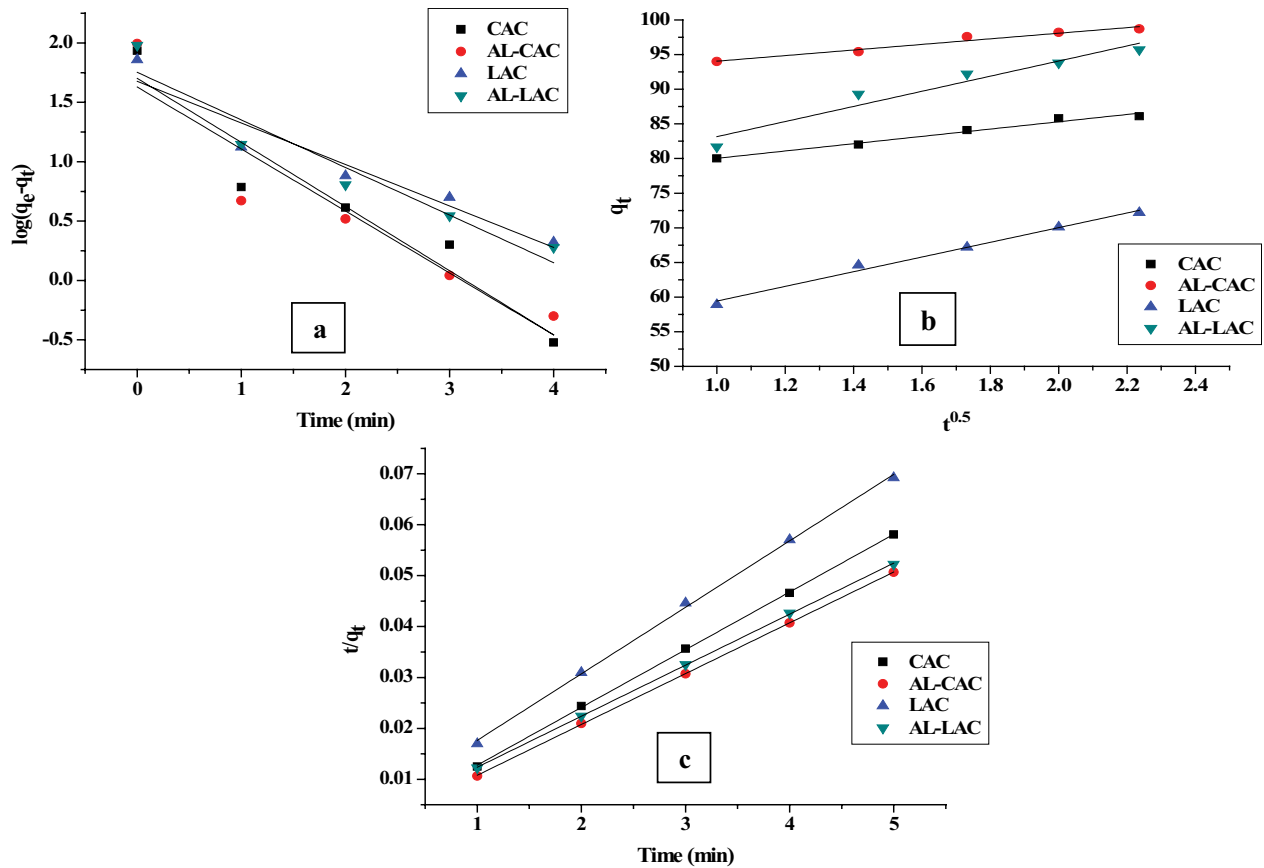 CAC
AL-CAC
LAC
AL-LAC
2.0
1.5
1.0
0.5
0.0
-0.5
log(qe-qt)
a
0 1 2 3 4
Time (min)
100
95
90
85
80
75
70
65
60
55
50
qt
CAC
AL-CAC
LAC
AL-LAC
b
1.0 1.2 1.4 1.6 1.8 2.0 2.2 2.4
t0.5
0.07
0.06
0.05
0.04
0.03
0.02
0.01
t/qt
CAC
AL-CAC
LAC
AL-LAC
c
1 2 3 4 5
Time (min)